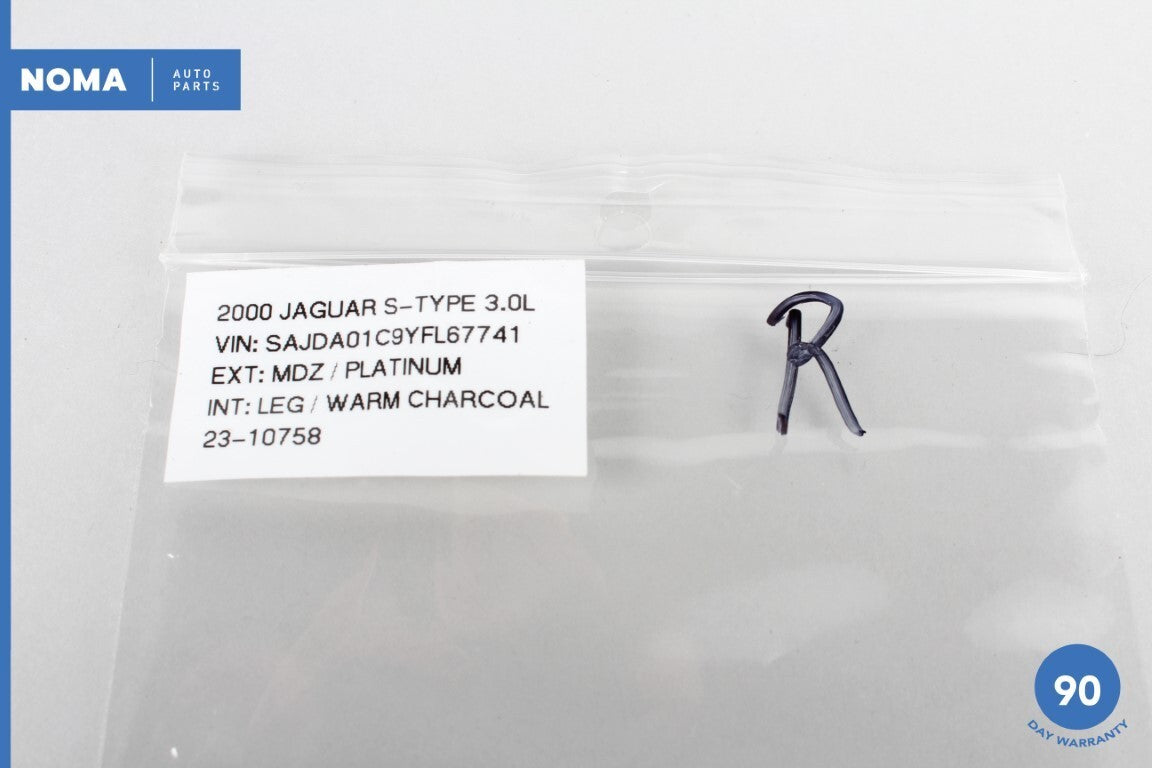 NOMA
AUTO
PARTS
2000 JAGUAR S-TYPE 3.0L
VIN: SAJDA01C9YFL67741
EXT: MDZ / PLATINUM
INT: LEG / WARM CHARCOAL
23-10758
R
90
DAY WARRANTY